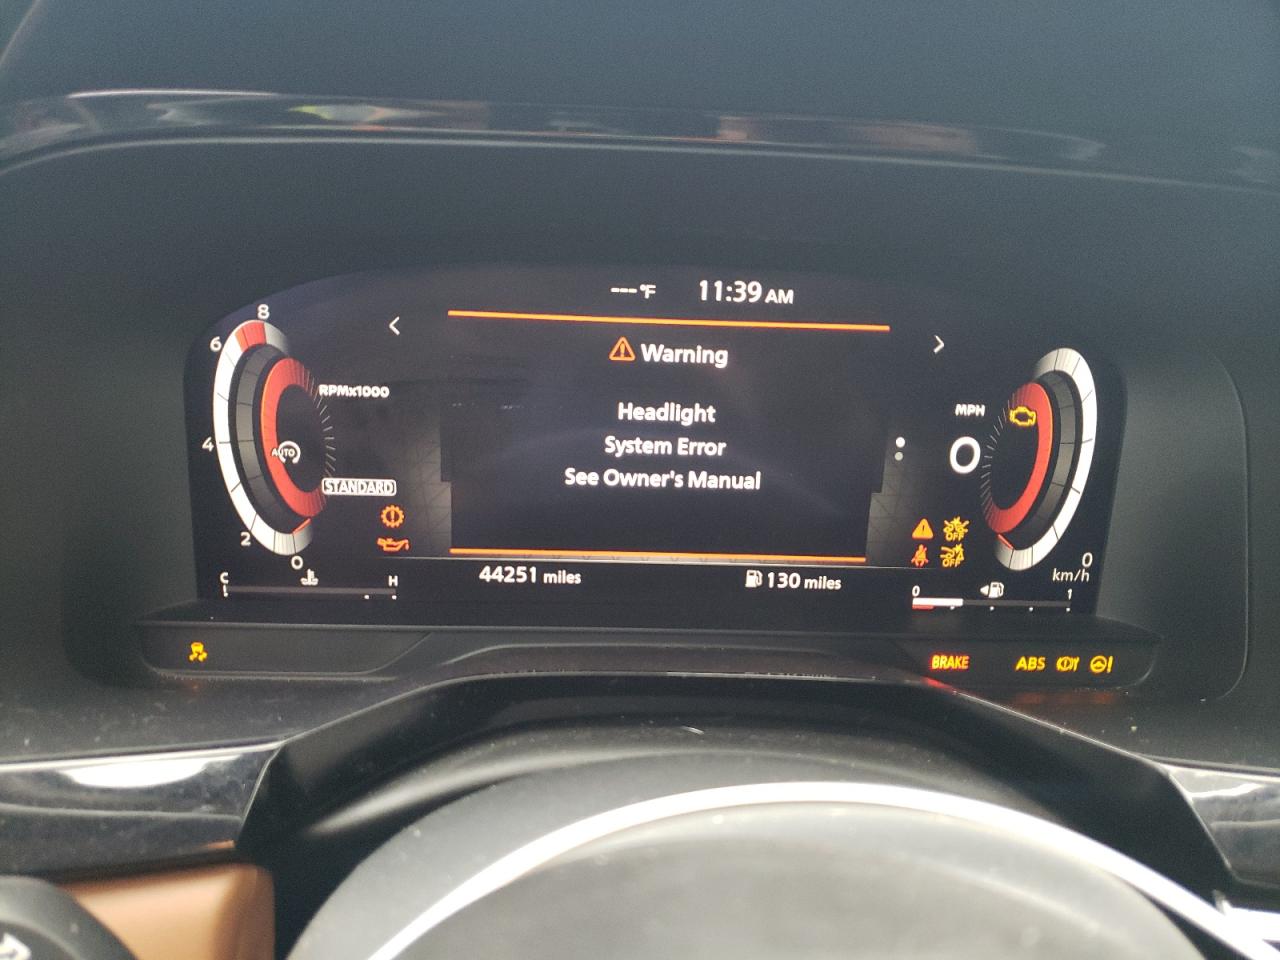 ---°F 11:39 AM
Warning
Headlight
System Error
See Owner's Manual
8
6
4
2
0
RPMx1000
AUTO
STANDARD
C
H
44251 miles
130 miles
MPH
0
OFF
OFF
0
km/h
0
1
BRAKE
ABS